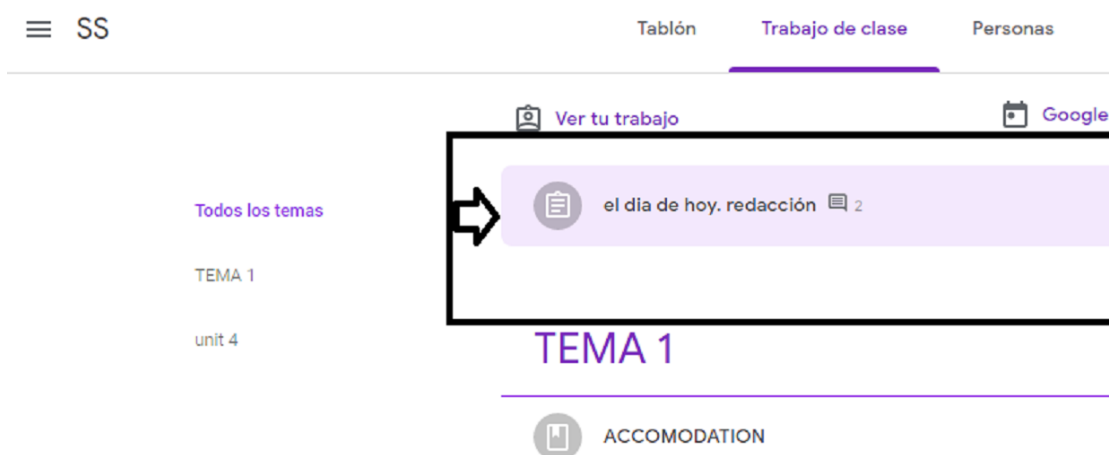 SS
Tablón
Trabajo de clase
Personas
Ver tu trabajo
Google
Todos los temas
TEMA 1
unit 4
el dia de hoy. redacción 2
TEMA 1
ACCOMODATION